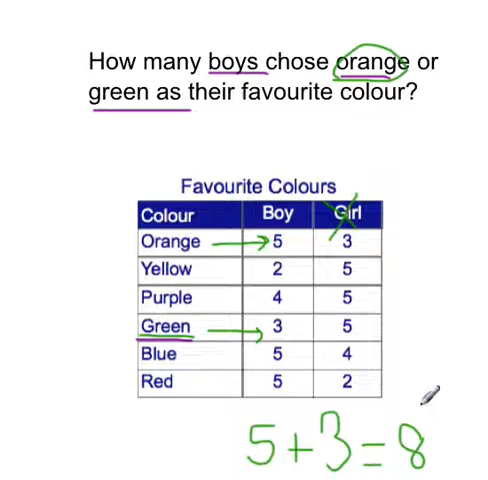 How many boys chose orange or
green as their favourite colour?
Favourite Colours
Colour Boy Girl
Orange 5 3
Yellow 2 5
Purple 4 5
Green 3 5
Blue 5 4
Red 5 2
5+3=8